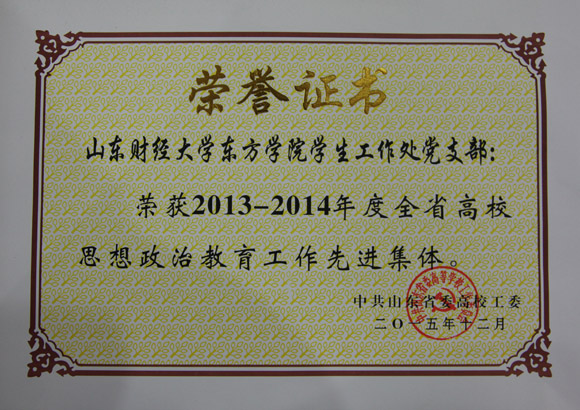 荣誉证书
山东财经大学东方学院学生工作处党支部:
荣获2013-2014年度全省高校
思想政治教育工作先进集体。
中共山东省委高校工委
二〇一五年十二月